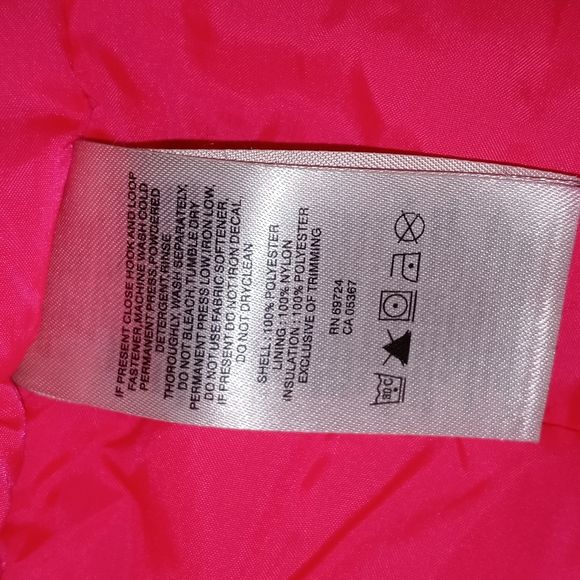 IF PRESENT CLOSE HOOK AND LOOP
FASTENER, MACHINE WASH COLD
PERMANENT PRESS, POWDERED
DETERGENT RINSE
THOROUGHLY, WASH SEPARATELY,
DO NOT BLEACH, TUMBLE DRY
PERMANENT PRESS LOW, IRON LOW,
DO NOT USE FABRIC SOFTENER,
IF PRESENT DO NOT IRON DECAL,
DO NOT DRYCLEAN
SHELL : 100% POLYESTER
LINING : 100% NYLON
INSULATION : 100% POLYESTER
EXCLUSIVE OF TRIMMING
RN 69724
CA 05367
30C